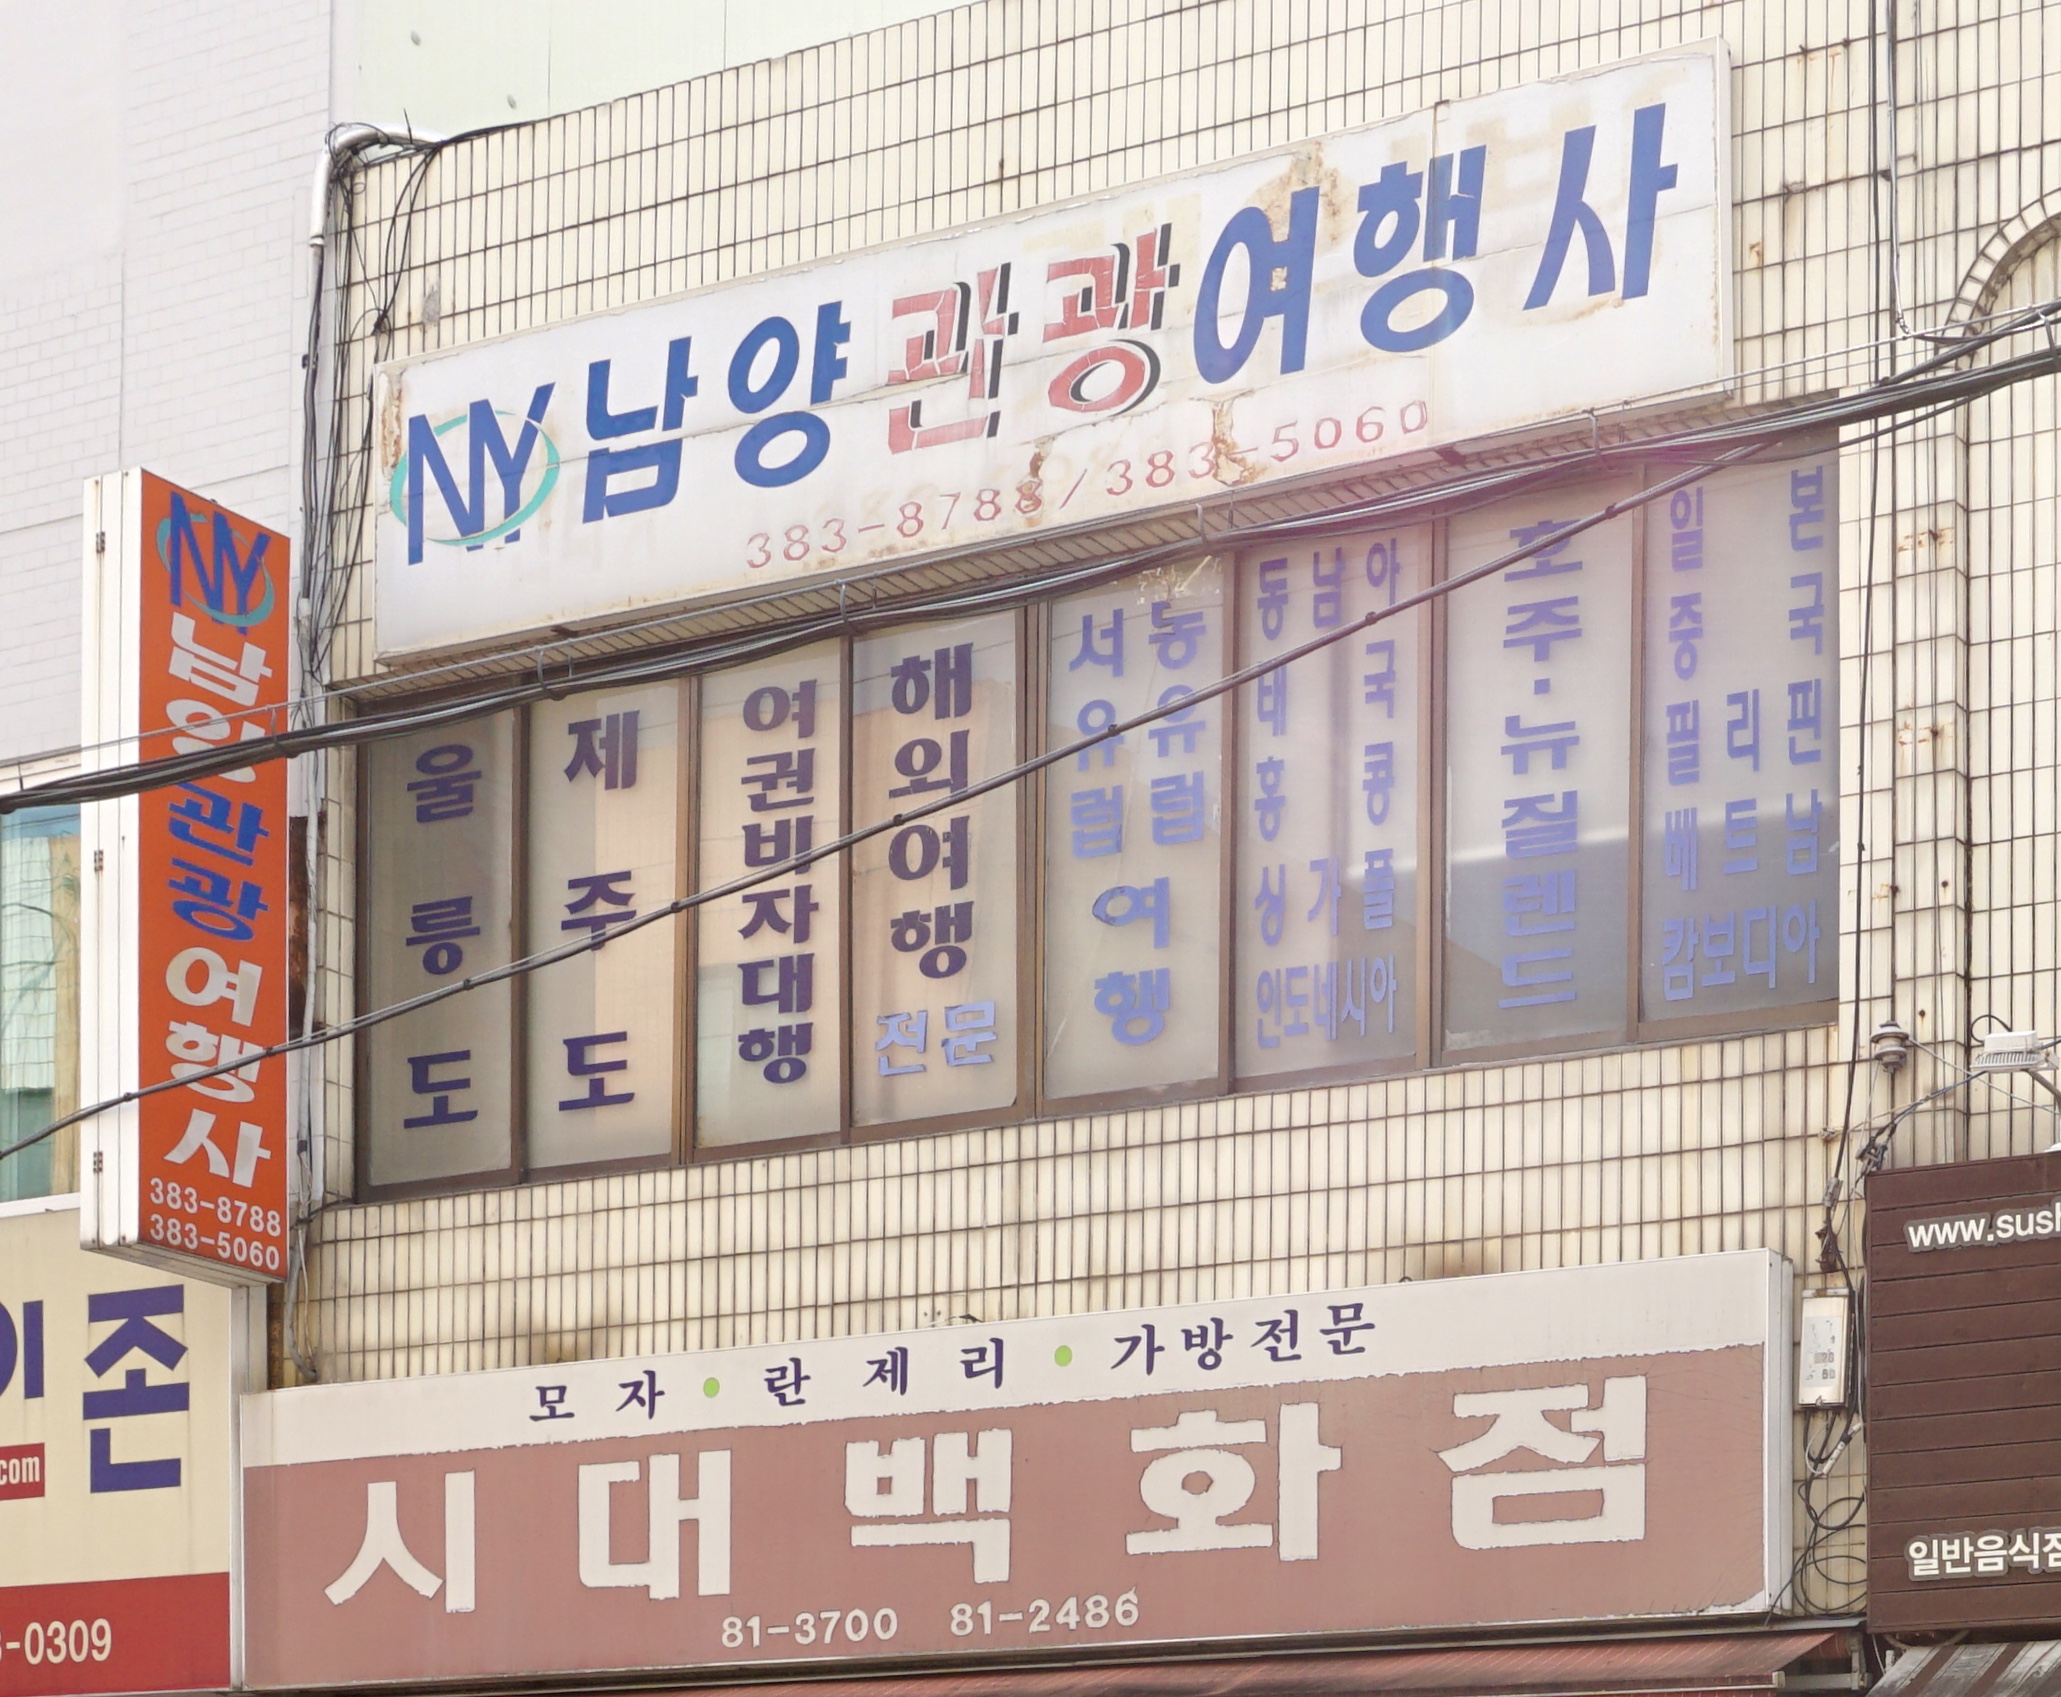 NY 남양관광여행사
383-8788/383-5060
NY
남양관광여행사
383-8788
383-5060
울릉도
제주도
여권비자대행
해외여행
전문
서유럽 동유럽
여행
동남아
태국
홍콩
싱가폴
인도네시아
호주·뉴질랜드
일본
중국
필리핀
베트남
캄보디아
모자·란제리·가방전문
시대백화점
81-3700 81-2486
존
com
-0309
www.sush
일반음식점